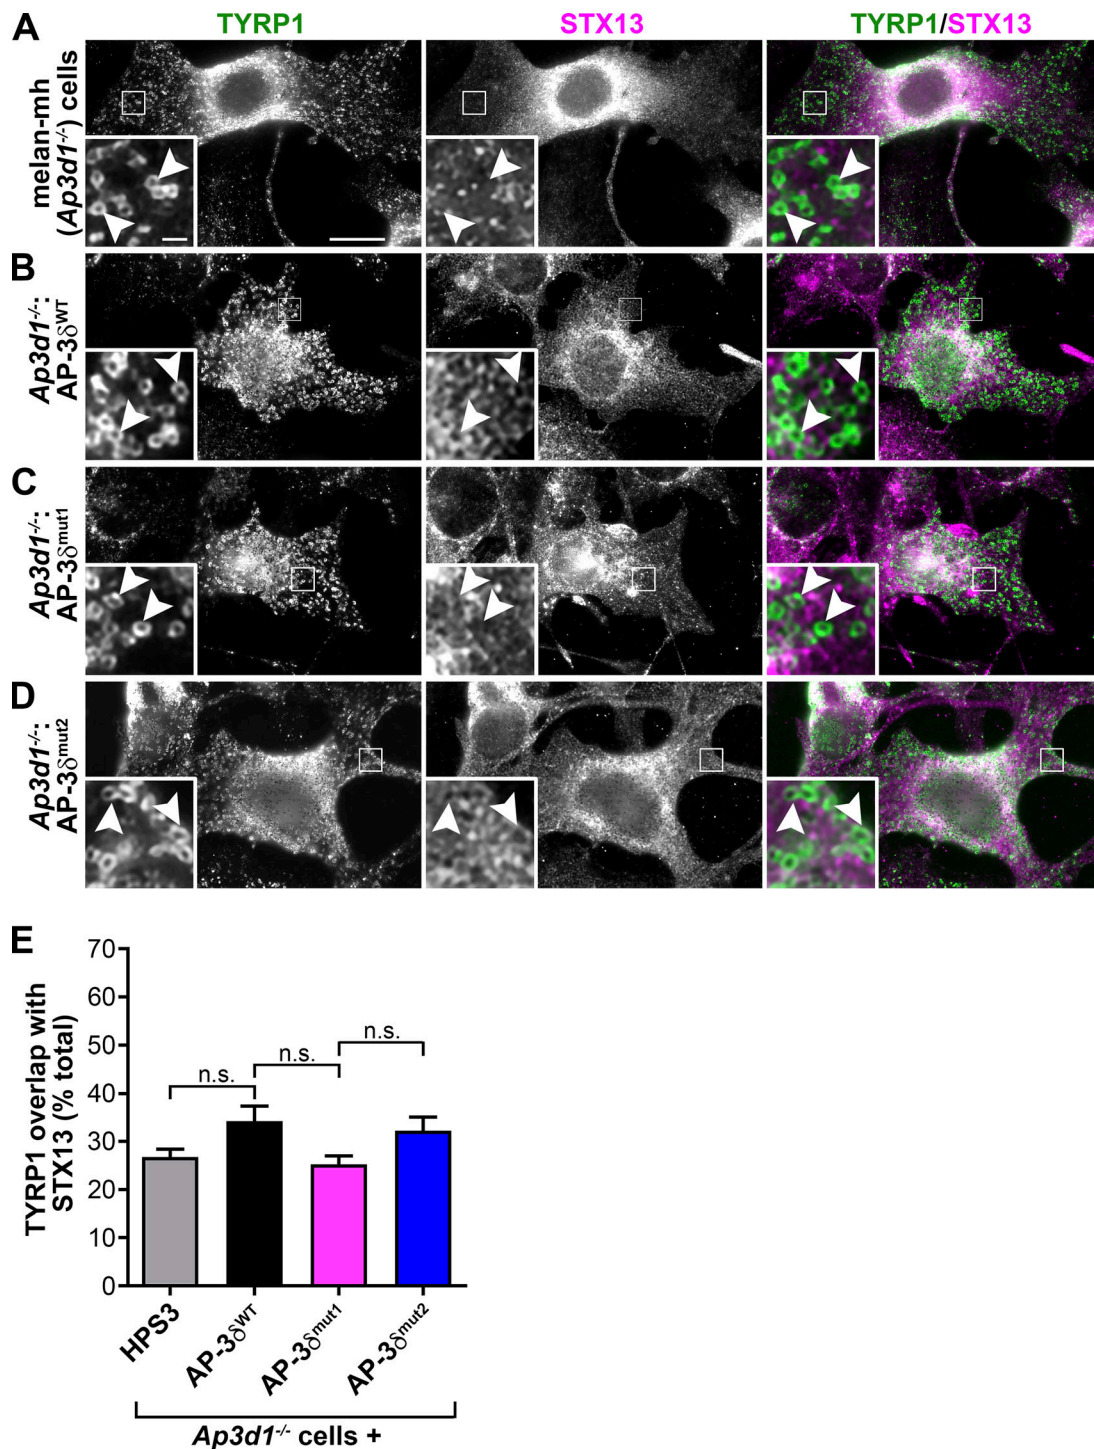 TYRP1 STX13 TYRP1/STX13
A
melan-mh
(Ap3d1-/-) cells
B
Ap3d1-/-:
AP-3δWT
C
Ap3d1-/-:
AP-3δmut1
D
Ap3d1-/-:
AP-3δmut2
E
TYRP1 overlap with
STX13 (% total)
70
60
50
40
30
20
10
0
n.s.
n.s.
n.s.
HPS3 AP-3δWT AP-3δmut1 AP-3δmut2
Ap3d1-/- cells +